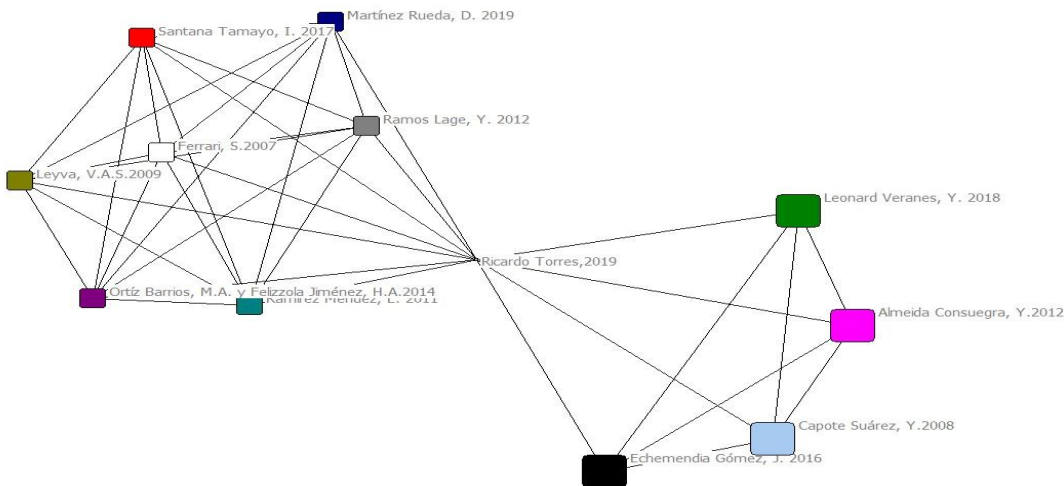 Martínez Rueda, D. 2019
Santana Tamayo, I. 2017
Ramos Lage, Y. 2012
Ferrari, S.2007
Leyva, V.A.S.2009
Leonard Veranes, Y. 2018
Ricardo Torres,2019
Ortíz Barrios, M.A. y Felizzola Jiménez, H.A.2014
Ramírez Méndez, E. 2011
Almeida Consuegra, Y.2012
Capote Suárez, Y.2008
Echemendia Gómez, J. 2016